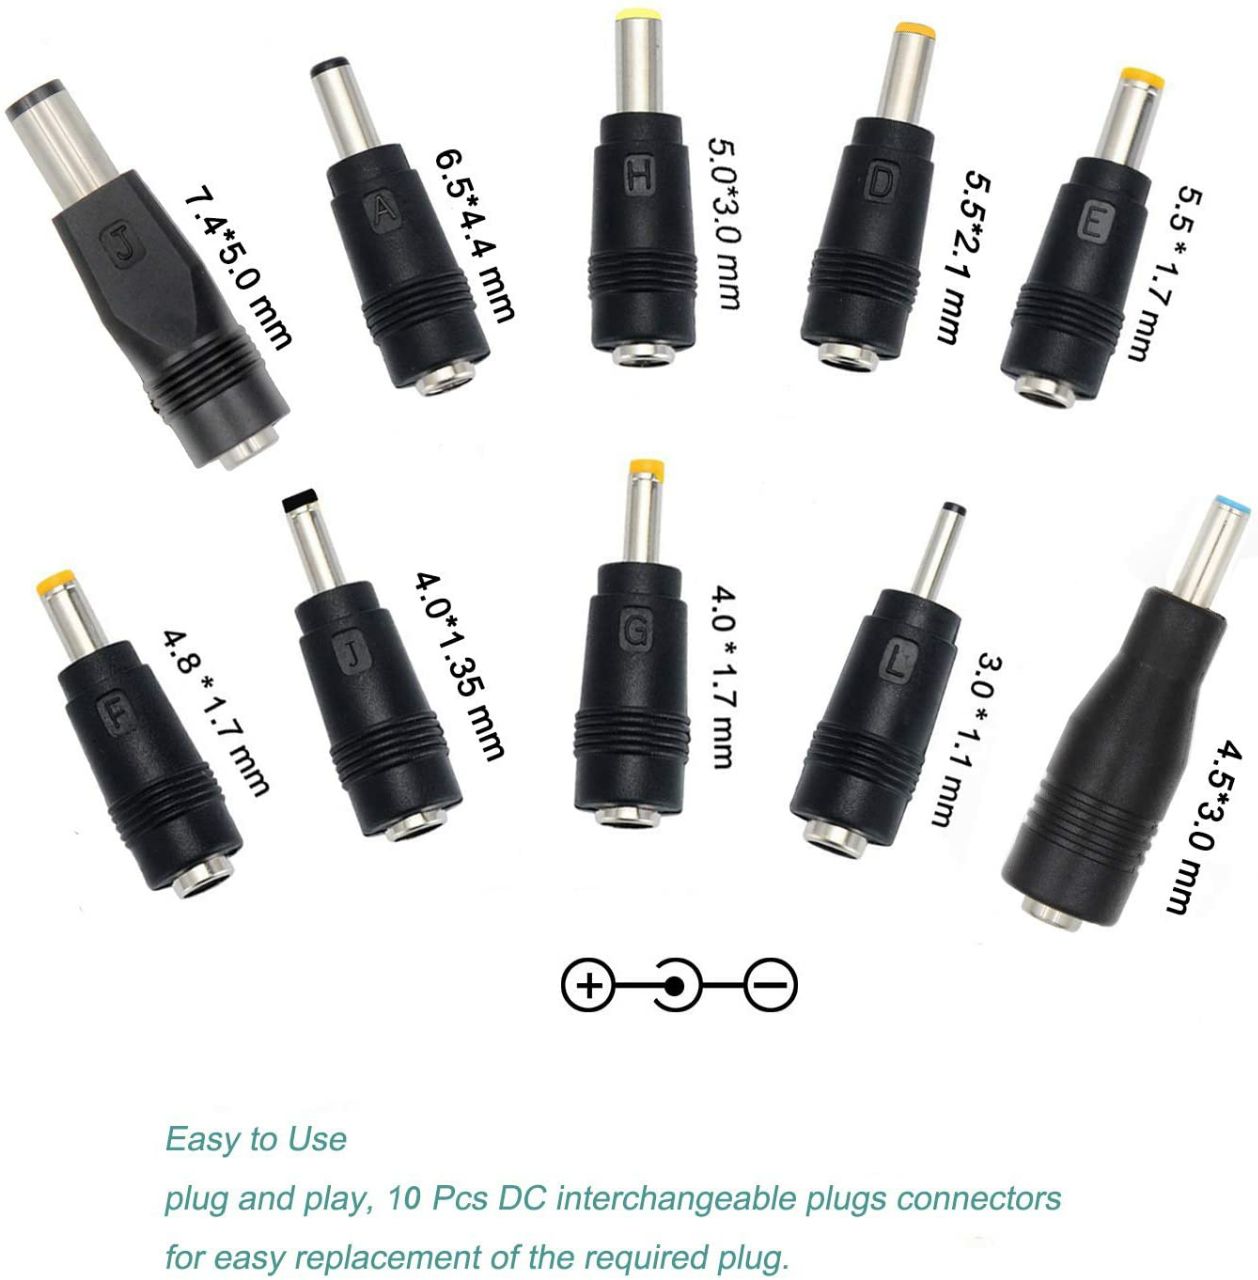 J
7.4*5.0 mm
A
6.5*4.4 mm
H
5.0*3.0 mm
D
5.5*2.1 mm
E
5.5*1.7 mm
F
4.8*1.7 mm
J
4.0*1.35 mm
G
4.0*1.7 mm
L
3.0*1.1 mm
4.5*3.0 mm
+
−
Easy to Use
plug and play, 10 Pcs DC interchangeable plugs connectors
for easy replacement of the required plug.